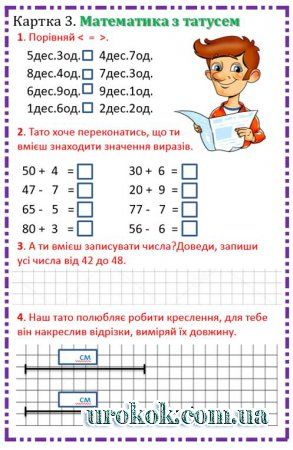 Картка 3. Математика з татусем
1. Порівняй < = >.
5дес.3од. 4дес.7од.
8дес.4од. 7дес.3од.
6дес.9од. 9дес.1од.
1дес.6од. 2дес.2од.
2. Тато хоче переконатись, що ти
вмієш знаходити значення виразів.
50 + 4 = 30 + 6 =
47 - 7 = 20 + 9 =
65 - 5 = 77 - 7 =
80 + 3 = 56 - 6 =
3. А ти вмієш записувати числа?Доведи, запиши
усі числа від 42 до 48.
4. Наш тато полюбляє робити креслення, для тебе
він накреслив відрізки, виміряй їх довжину.
см
см
urokok.com.ua